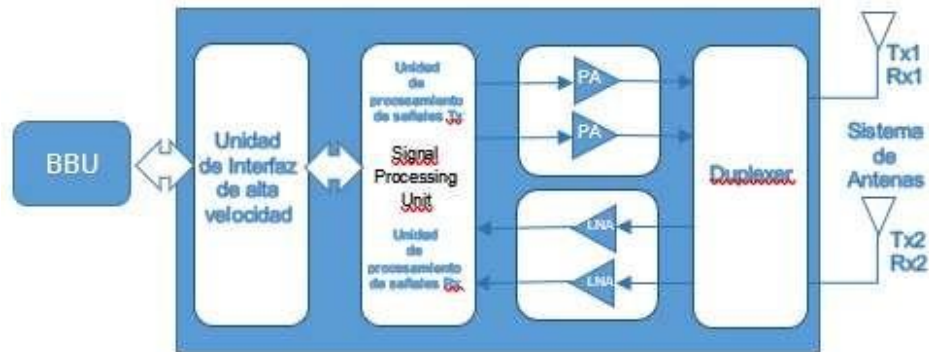 BBU
Unidad
de Interfaz
de alta
velocidad
Unidad
de
procesamiento
de señales Tx
Signal
Processing
Unit
Unidad
de
procesamiento
de señales Rx
PA
PA
LNA
LNA
Duplexer
Tx1
Rx1
Sistema
de
Antenas
Tx2
Rx2